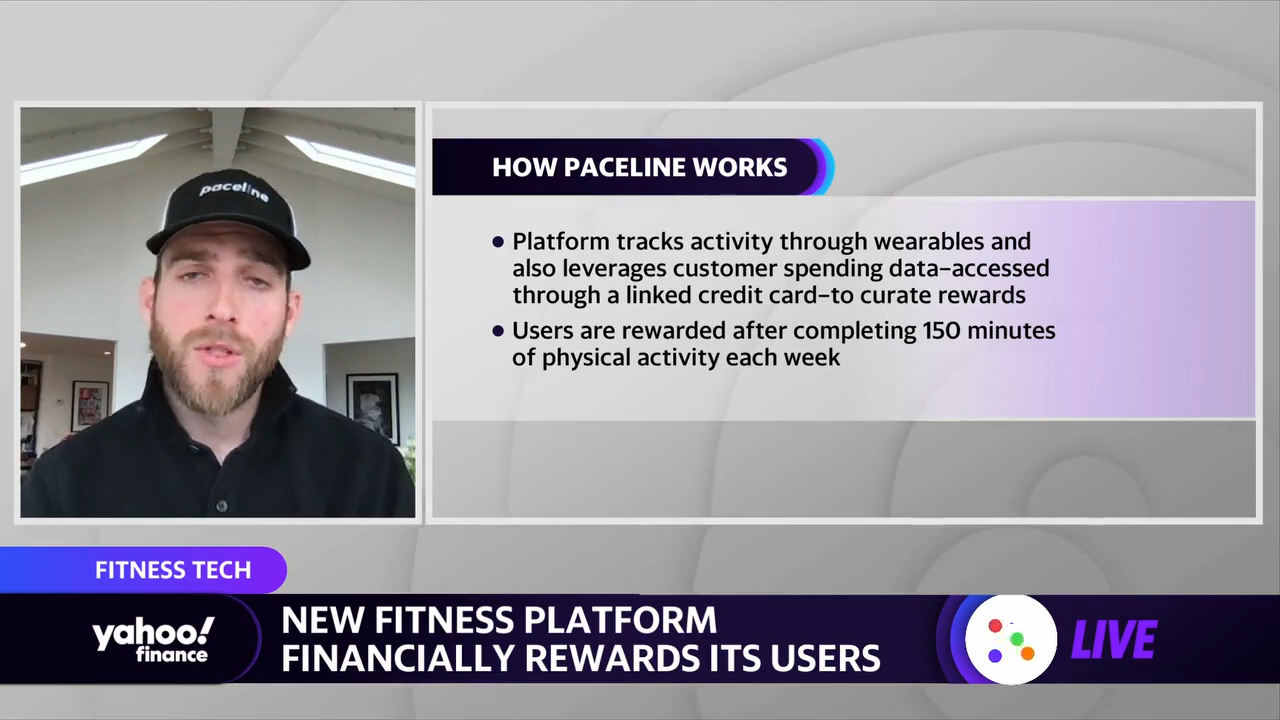 paceline
HOW PACELINE WORKS
• Platform tracks activity through wearables and
also leverages customer spending data–accessed
through a linked credit card–to curate rewards
• Users are rewarded after completing 150 minutes
of physical activity each week
FITNESS TECH
yahoo!
finance
NEW FITNESS PLATFORM
FINANCIALLY REWARDS ITS USERS
LIVE